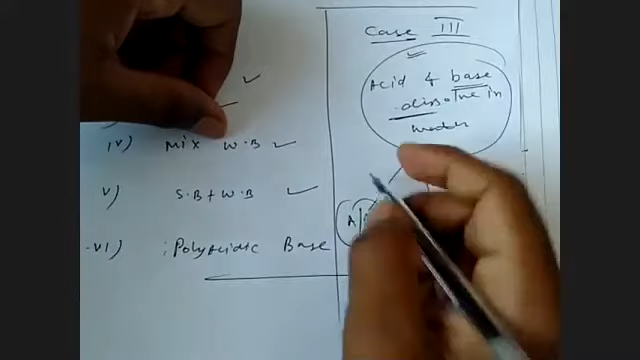 iv) Mix W.B
v) S.B + W.B
vi) Polyacidic Base
Case III
Acid & base
dissolve in
water
A